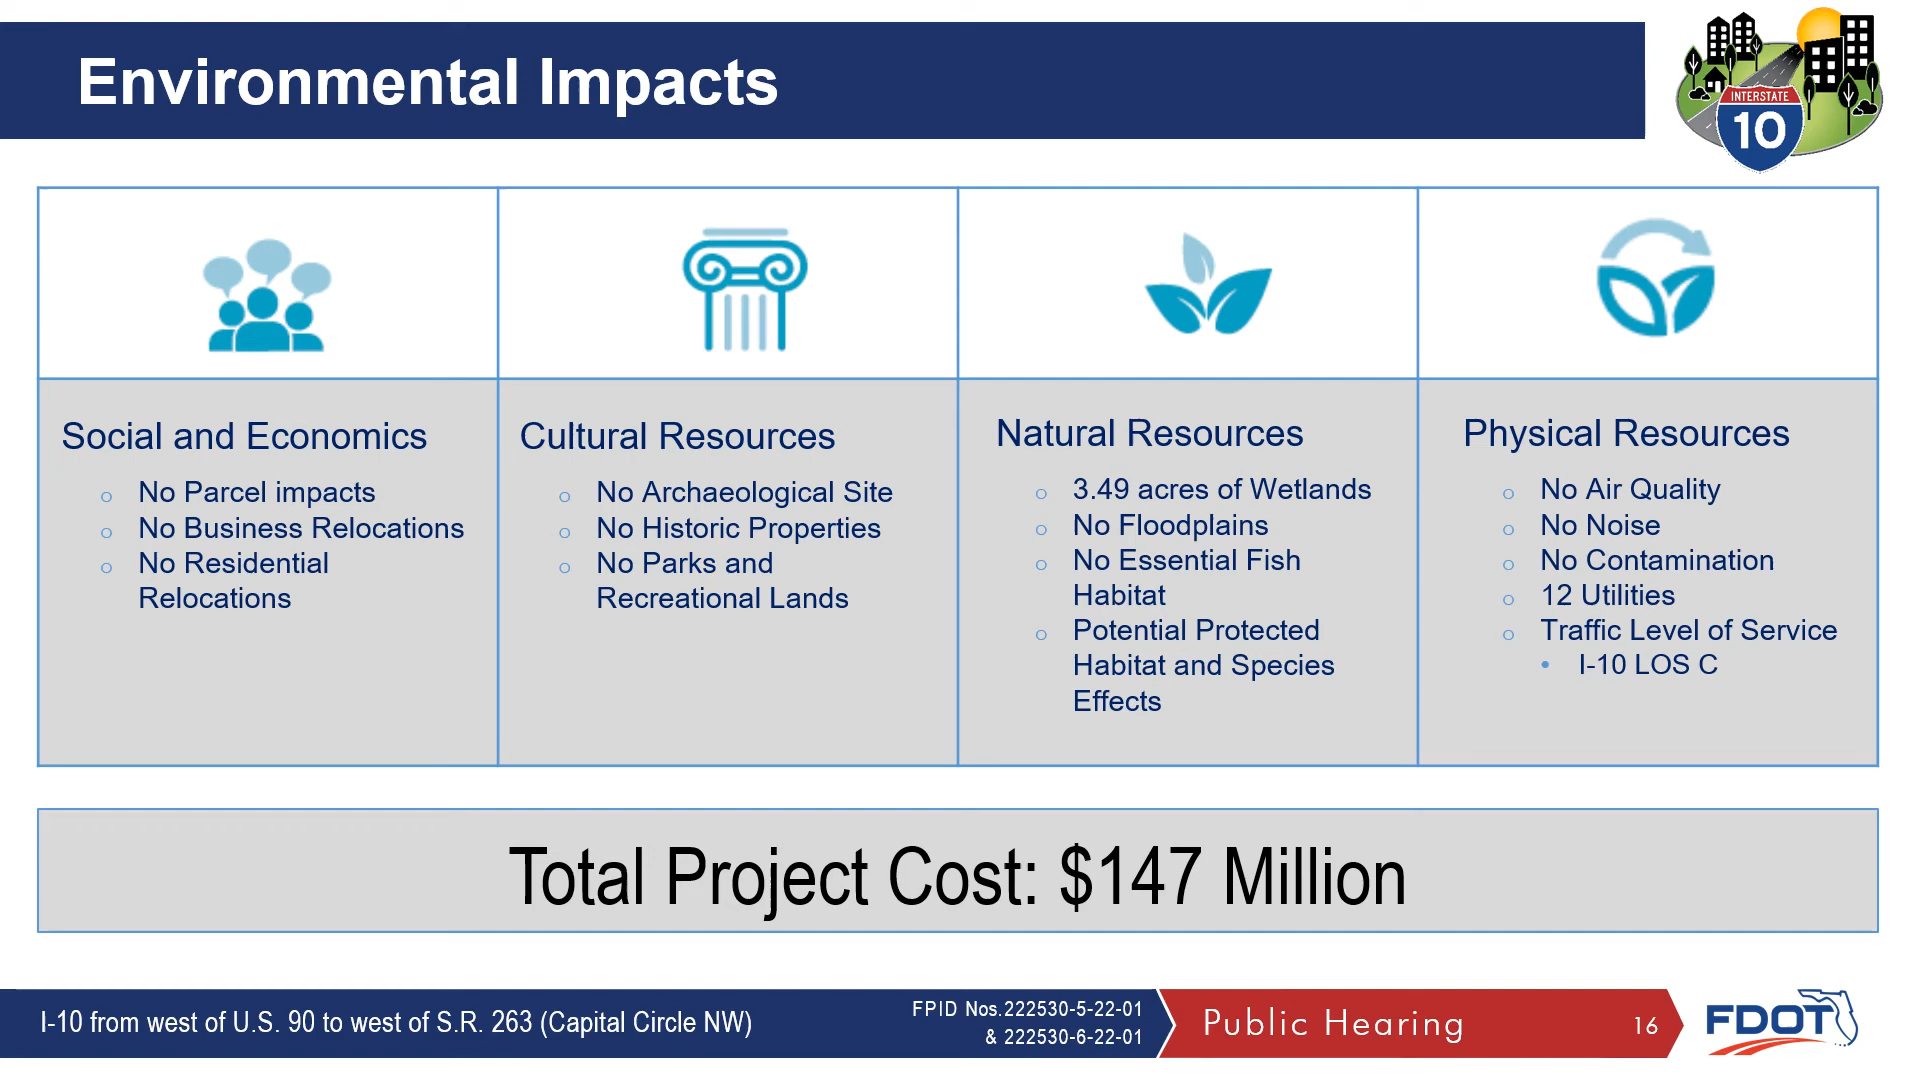 Environmental Impacts
INTERSTATE
10
Social and Economics
o No Parcel impacts
o No Business Relocations
o No Residential
Relocations
Cultural Resources
o No Archaeological Site
o No Historic Properties
o No Parks and
Recreational Lands
Natural Resources
o 3.49 acres of Wetlands
o No Floodplains
o No Essential Fish
Habitat
o Potential Protected
Habitat and Species
Effects
Physical Resources
o No Air Quality
o No Noise
o No Contamination
o 12 Utilities
o Traffic Level of Service
• I-10 LOS C
Total Project Cost: $147 Million
I-10 from west of U.S. 90 to west of S.R. 263 (Capital Circle NW)
FPID Nos.222530-5-22-01
& 222530-6-22-01
Public Hearing
16
FDOT